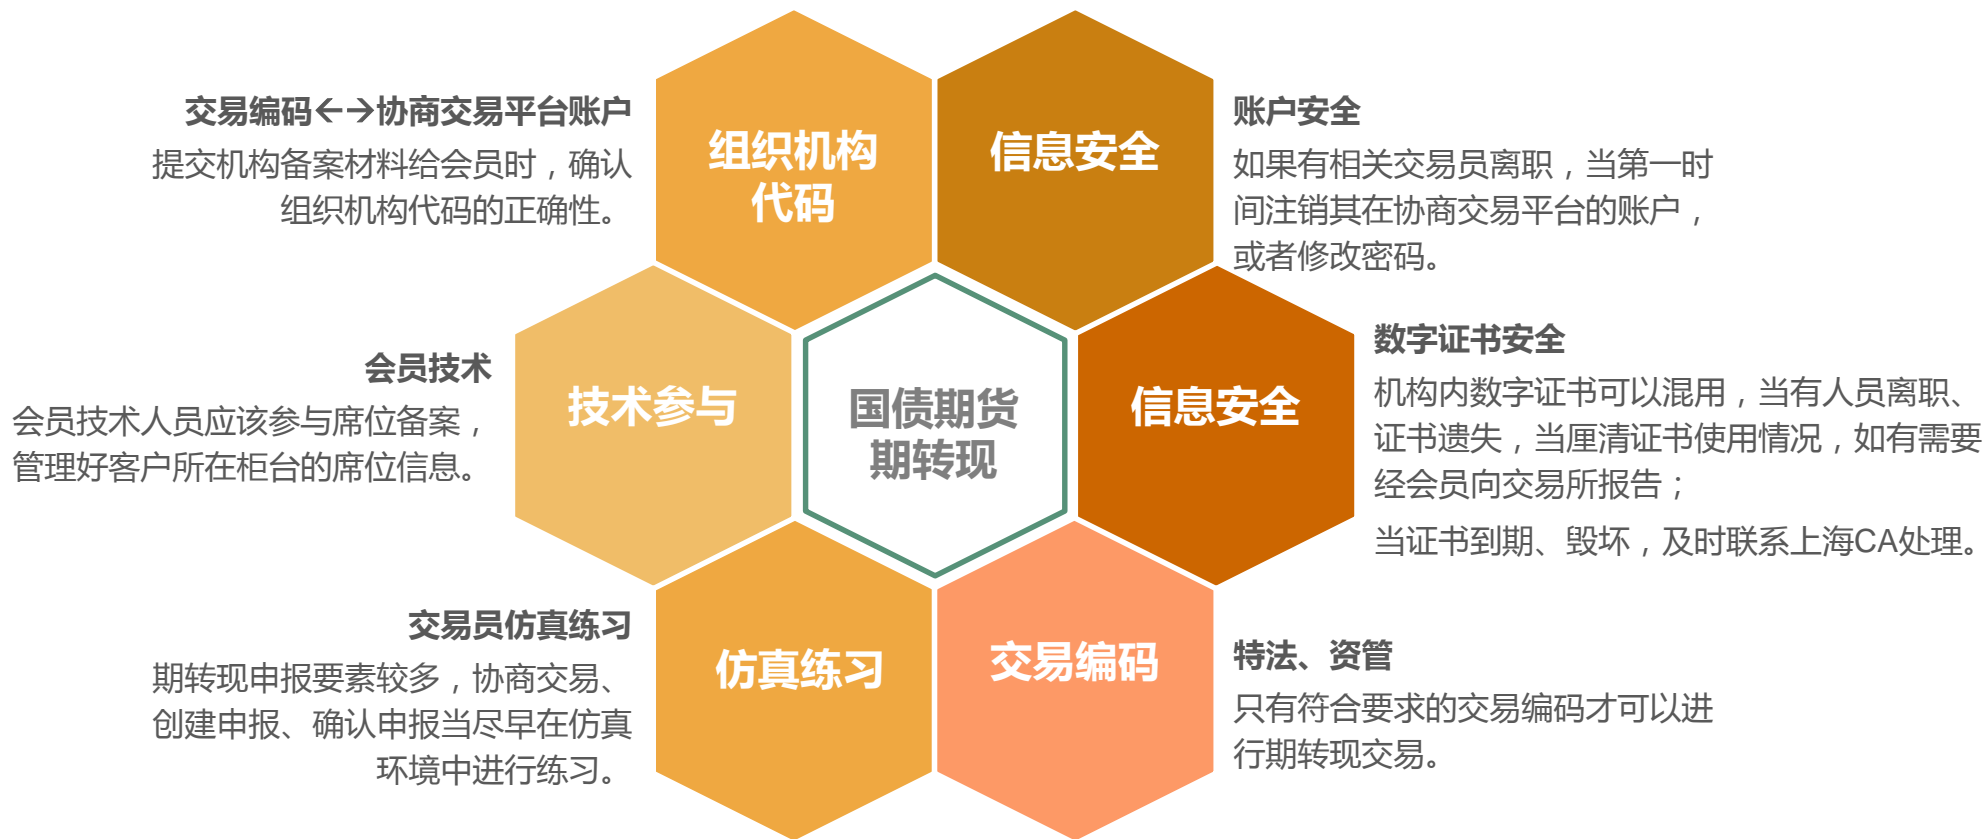 交易编码←→协商交易平台账户
提交机构备案材料给会员时，确认
组织机构代码的正确性。
组织机构
代码
信息安全
账户安全
如果有相关交易员离职，当第一时
间注销其在协商交易平台的账户，
或者修改密码。
会员技术
会员技术人员应该参与席位备案，
管理好客户所在柜台的席位信息。
技术参与
国债期货
期转现
信息安全
数字证书安全
机构内数字证书可以混用，当有人员离职、
证书遗失，当厘清证书使用情况，如有需要
经会员向交易所报告；
当证书到期、毁坏，及时联系上海CA处理。
交易员仿真练习
期转现申报要素较多，协商交易、
创建申报、确认申报当尽早在仿真
环境中进行练习。
仿真练习
交易编码
特法、资管
只有符合要求的交易编码才可以进
行期转现交易。